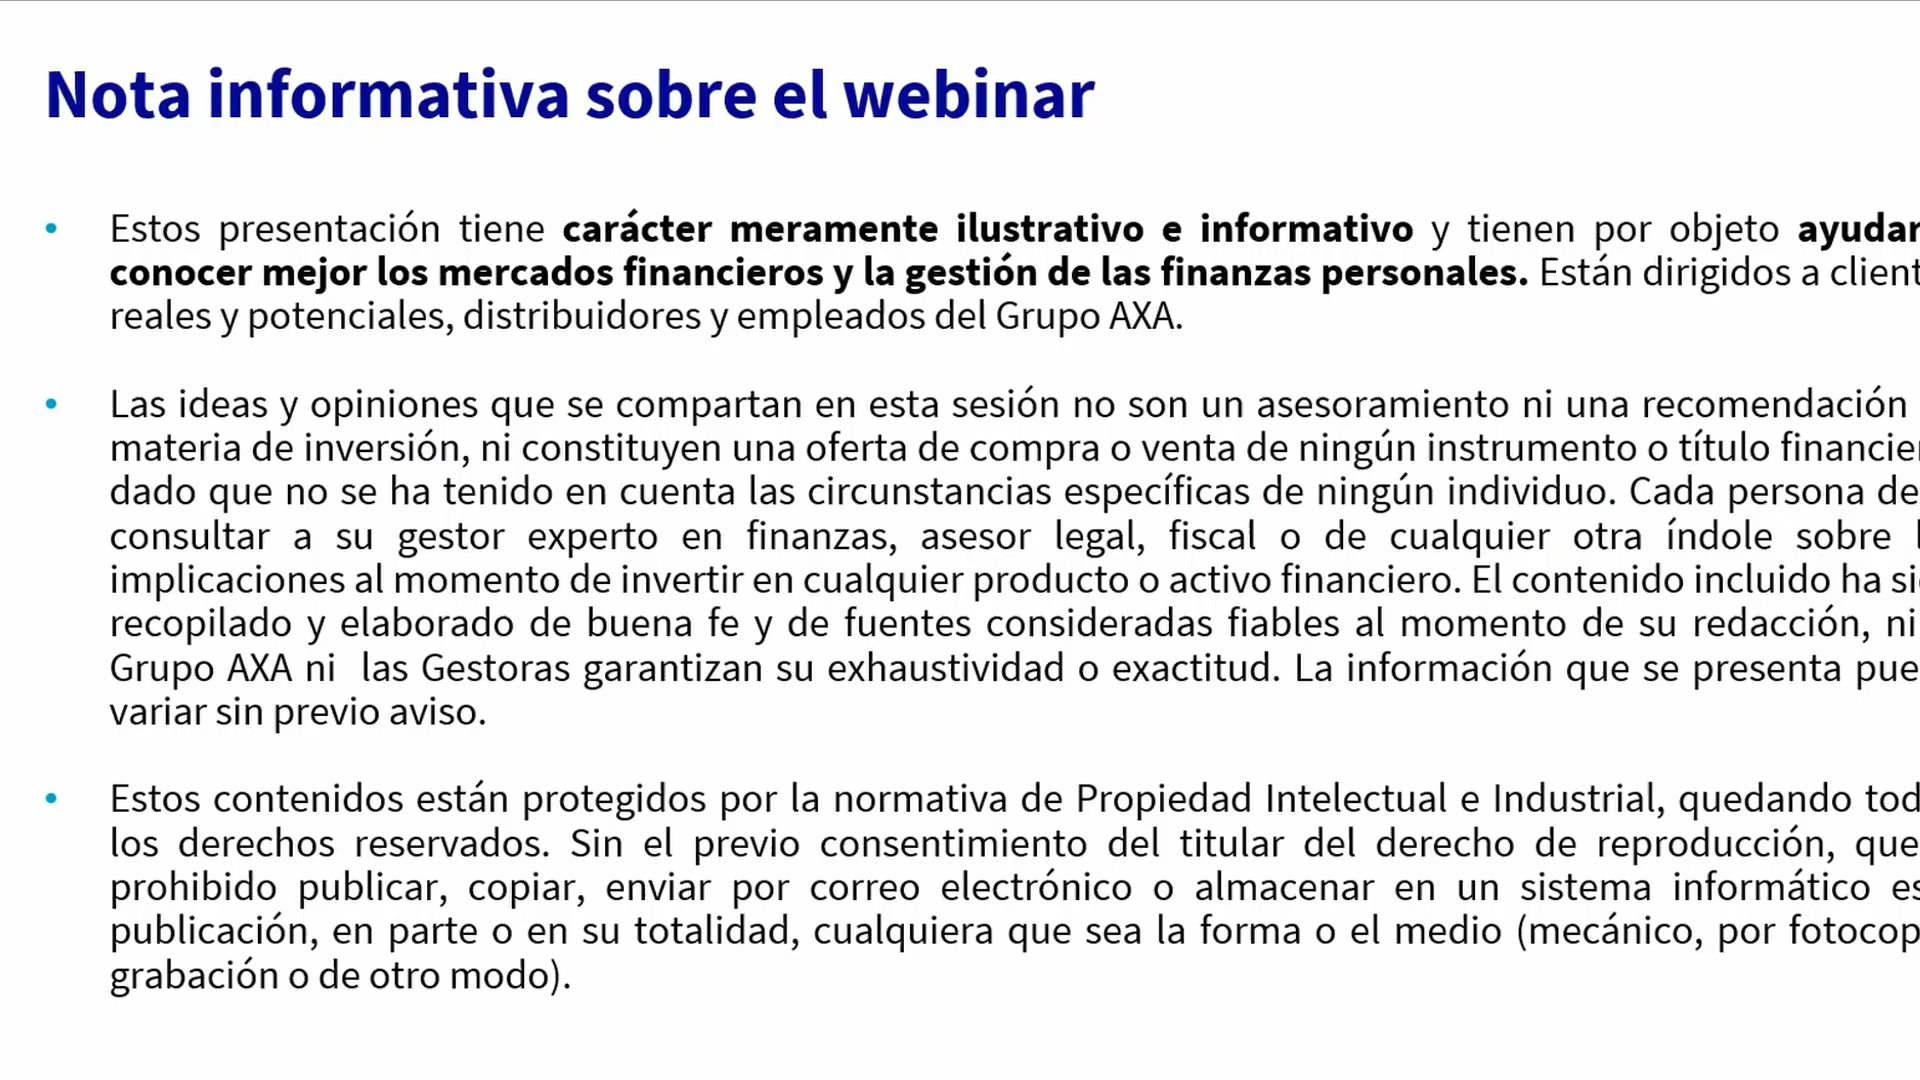 Nota informativa sobre el webinar
• Estos presentación tiene carácter meramente ilustrativo e informativo y tienen por objeto ayudar
conocer mejor los mercados financieros y la gestión de las finanzas personales. Están dirigidos a client
reales y potenciales, distribuidores y empleados del Grupo AXA.
• Las ideas y opiniones que se compartan en esta sesión no son un asesoramiento ni una recomendación
materia de inversión, ni constituyen una oferta de compra o venta de ningún instrumento o título financier
dado que no se ha tenido en cuenta las circunstancias específicas de ningún individuo. Cada persona de
consultar a su gestor experto en finanzas, asesor legal, fiscal o de cualquier otra índole sobre l
implicaciones al momento de invertir en cualquier producto o activo financiero. El contenido incluido ha si
recopilado y elaborado de buena fe y de fuentes consideradas fiables al momento de su redacción, ni
Grupo AXA ni las Gestoras garantizan su exhaustividad o exactitud. La información que se presenta pue
variar sin previo aviso.
• Estos contenidos están protegidos por la normativa de Propiedad Intelectual e Industrial, quedando tod
los derechos reservados. Sin el previo consentimiento del titular del derecho de reproducción, que
prohibido publicar, copiar, enviar por correo electrónico o almacenar en un sistema informático es
publicación, en parte o en su totalidad, cualquiera que sea la forma o el medio (mecánico, por fotocop
grabación o de otro modo).